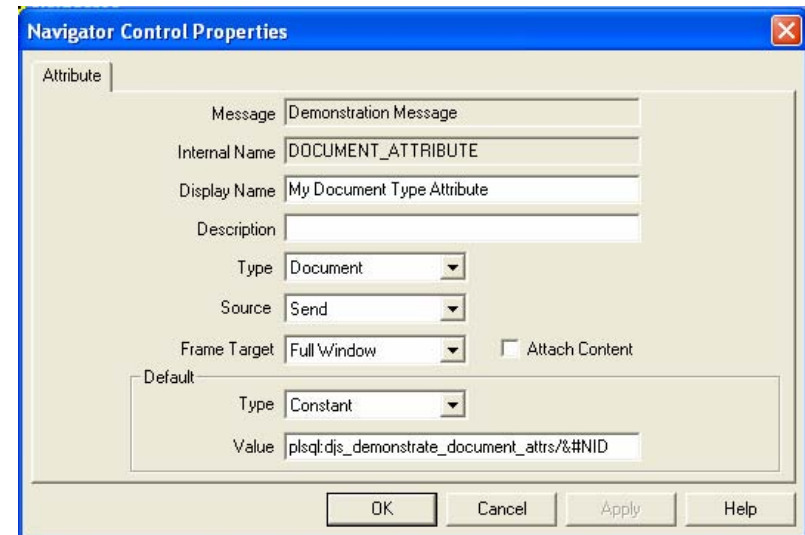 Navigator Control Properties
Attribute
Message Demonstration Message
Internal Name DOCUMENT_ATTRIBUTE
Display Name My Document Type Attribute
Description
Type Document
Source Send
Frame Target Full Window Attach Content
Default
Type Constant
Value plsql:djs_demonstrate_document_attrs/&#NID
OK Cancel Apply Help